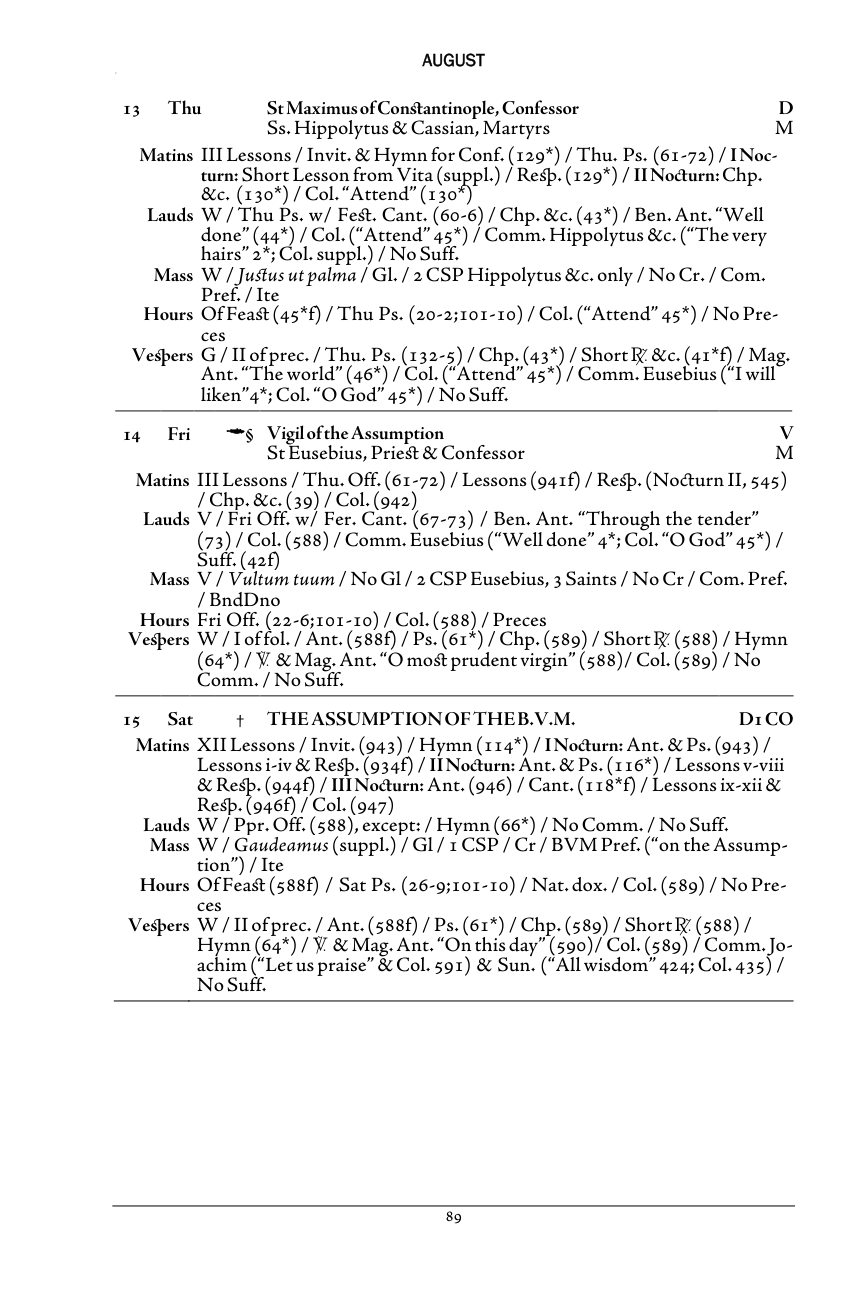 AUGUST
13 Thu St Maximus of Constantinople, Confessor D
Ss. Hippolytus & Cassian, Martyrs M
Matins III Lessons / Invit. & Hymn for Conf. (129*) / Thu. Ps. (61-72) / I Noc-
turn: Short Lesson from Vita (suppl.) / Resp. (129*) / II Nocturn: Chp.
&c. (130*) / Col. “Attend” (130*)
Lauds W / Thu Ps. w/ Fest. Cant. (60-6) / Chp. &c. (43*) / Ben. Ant. “Well
done” (44*) / Col. (“Attend” 45*) / Comm. Hippolytus &c. (“The very
hairs” 2*; Col. suppl.) / No Suff.
Mass W / Justus ut palma / Gl. / 2 CSP Hippolytus &c. only / No Cr. / Com.
Pref. / Ite
Hours Of Feast (45*f) / Thu Ps. (20-2;101-10) / Col. (“Attend” 45*) / No Pre-
ces
Vespers G / II of prec. / Thu. Ps. (132-5) / Chp. (43*) / Short ℟. &c. (41*f) / Mag.
Ant. “The world” (46*) / Col. (“Attend” 45*) / Comm. Eusebius (“I will
liken”4*; Col. “O God” 45*) / No Suff.
14 Fri § Vigil of the Assumption V
St Eusebius, Priest & Confessor M
Matins III Lessons / Thu. Off. (61-72) / Lessons (941f) / Resp. (Nocturn II, 545)
/ Chp. &c. (39) / Col. (942)
Lauds V / Fri Off. w/ Fer. Cant. (67-73) / Ben. Ant. “Through the tender”
(73) / Col. (588) / Comm. Eusebius (“Well done” 4*; Col. “O God” 45*) /
Suff. (42f)
Mass V / Vultum tuum / No Gl / 2 CSP Eusebius, 3 Saints / No Cr / Com. Pref.
/ BndDno
Hours Fri Off. (22-6;101-10) / Col. (588) / Preces
Vespers W / I of fol. / Ant. (588f) / Ps. (61*) / Chp. (589) / Short ℟. (588) / Hymn
(64*) / ℣. & Mag. Ant. “O most prudent virgin” (588)/ Col. (589) / No
Comm. / No Suff.
15 Sat † THE ASSUMPTION OF THE B.V.M. D1 CO
Matins XII Lessons / Invit. (943) / Hymn (114*) / I Nocturn: Ant. & Ps. (943) /
Lessons i-iv & Resp. (934f) / II Nocturn: Ant. & Ps. (116*) / Lessons v-viii
& Resp. (944f) / III Nocturn: Ant. (946) / Cant. (118*f) / Lessons ix-xii &
Resp. (946f) / Col. (947)
Lauds W / Ppr. Off. (588), except: / Hymn (66*) / No Comm. / No Suff.
Mass W / Gaudeamus (suppl.) / Gl / 1 CSP / Cr / BVM Pref. (“on the Assump-
tion”) / Ite
Hours Of Feast (588f) / Sat Ps. (26-9;101-10) / Nat. dox. / Col. (589) / No Pre-
ces
Vespers W / II of prec. / Ant. (588f) / Ps. (61*) / Chp. (589) / Short ℟. (588) /
Hymn (64*) / ℣. & Mag. Ant. “On this day” (590)/ Col. (589) / Comm. Jo-
achim (“Let us praise” & Col. 591) & Sun. (“All wisdom” 424; Col. 435) /
No Suff.
89